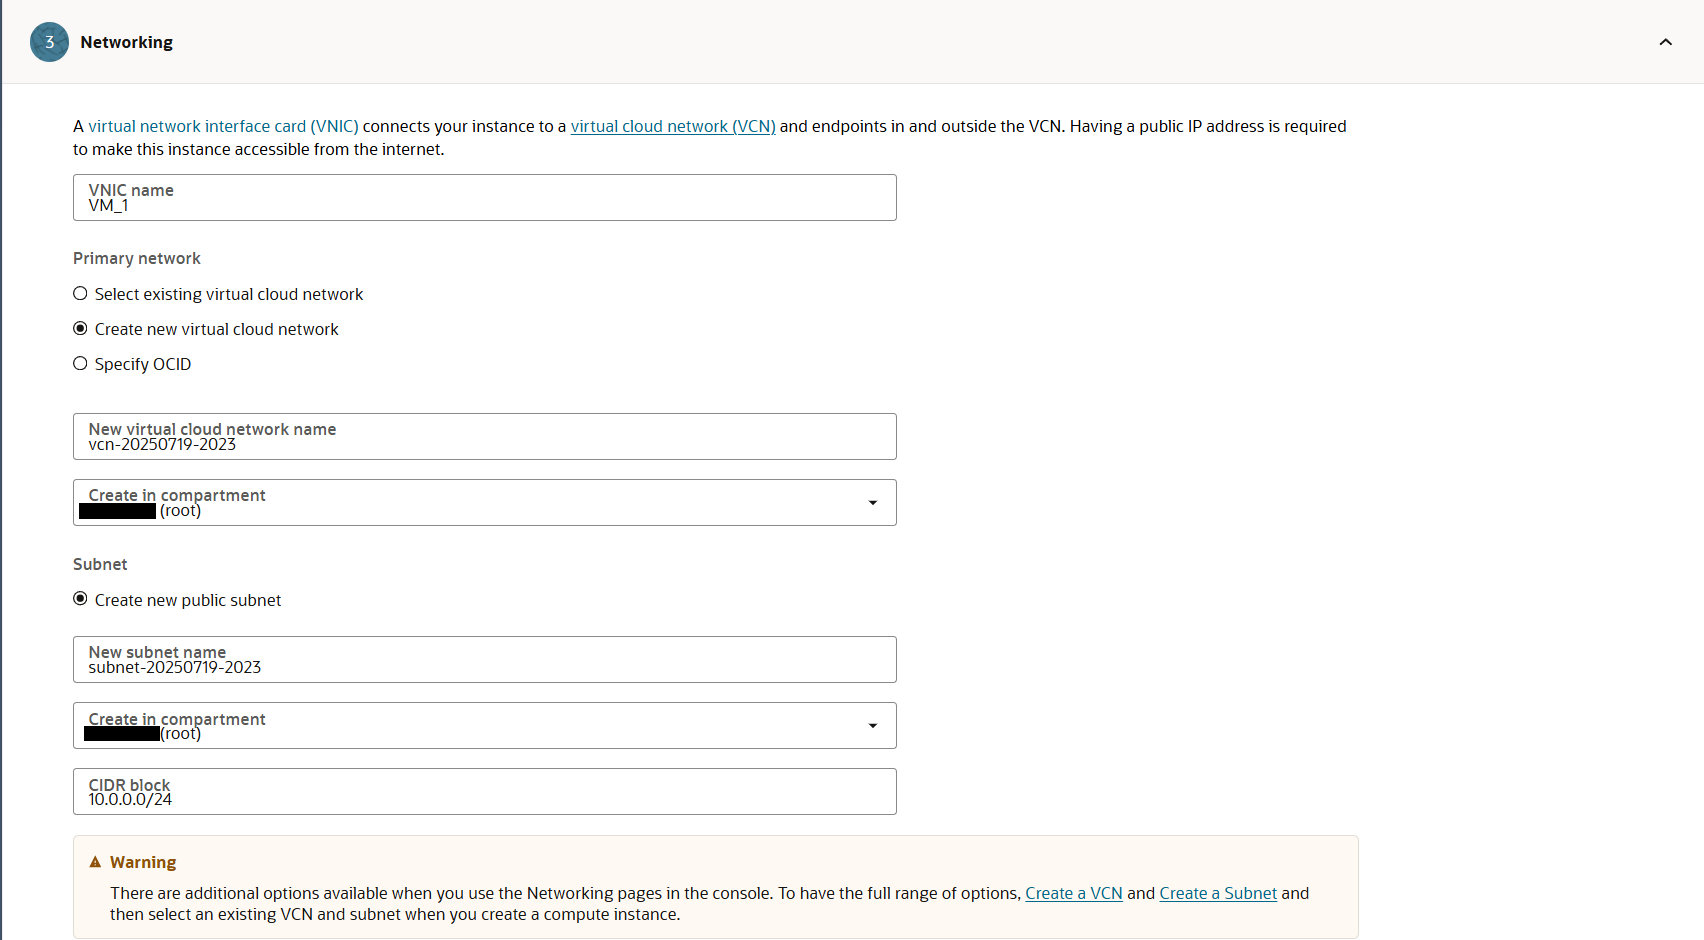 3 Networking
A virtual network interface card (VNIC) connects your instance to a virtual cloud network (VCN) and endpoints in and outside the VCN. Having a public IP address is required
to make this instance accessible from the internet.
VNIC name
VM_1
Primary network
Select existing virtual cloud network
Create new virtual cloud network
Specify OCID
New virtual cloud network name
vcn-20250719-2023
Create in compartment
(root)
Subnet
Create new public subnet
New subnet name
subnet-20250719-2023
Create in compartment
(root)
CIDR block
10.0.0.0/24
Warning
There are additional options available when you use the Networking pages in the console. To have the full range of options, Create a VCN and Create a Subnet and
then select an existing VCN and subnet when you create a compute instance.